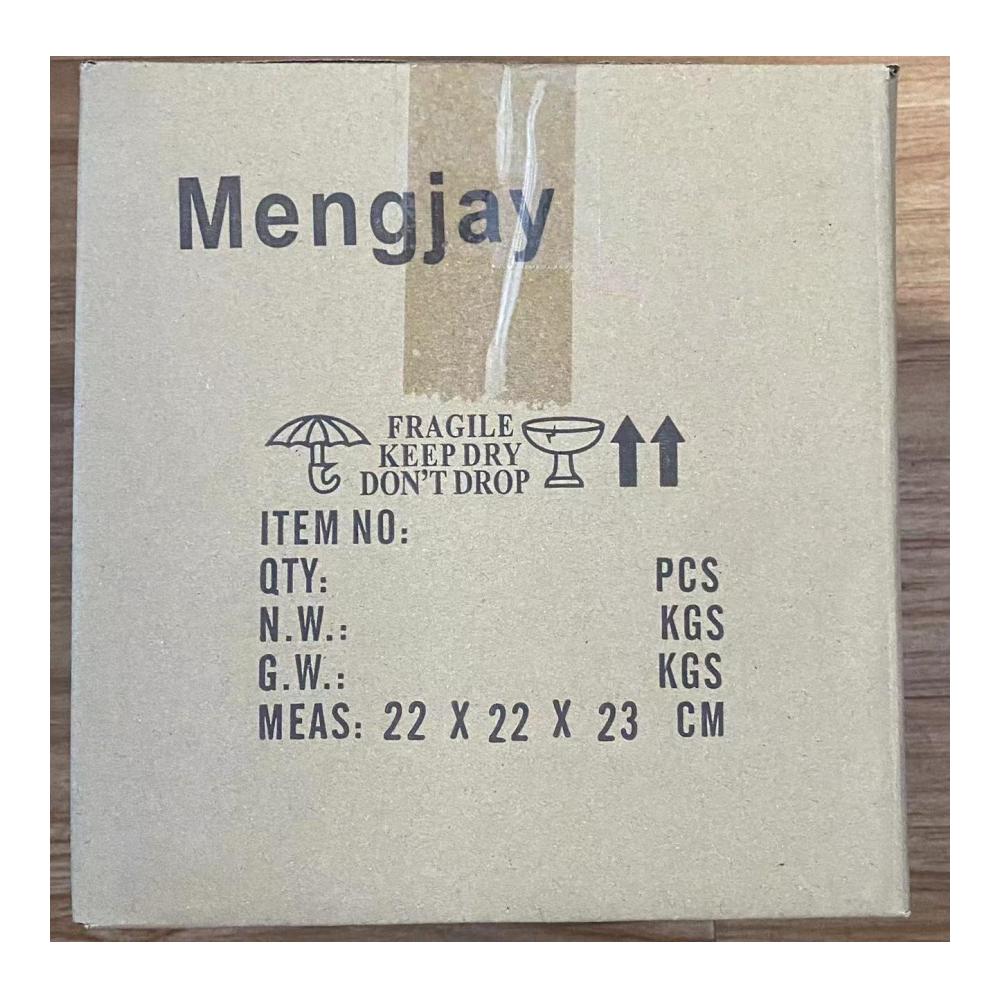 Mengjay
FRAGILE
KEEP DRY
DON'T DROP
ITEM NO:
QTY: PCS
N.W.: KGS
G.W.: KGS
MEAS: 22 X 22 X 23 CM